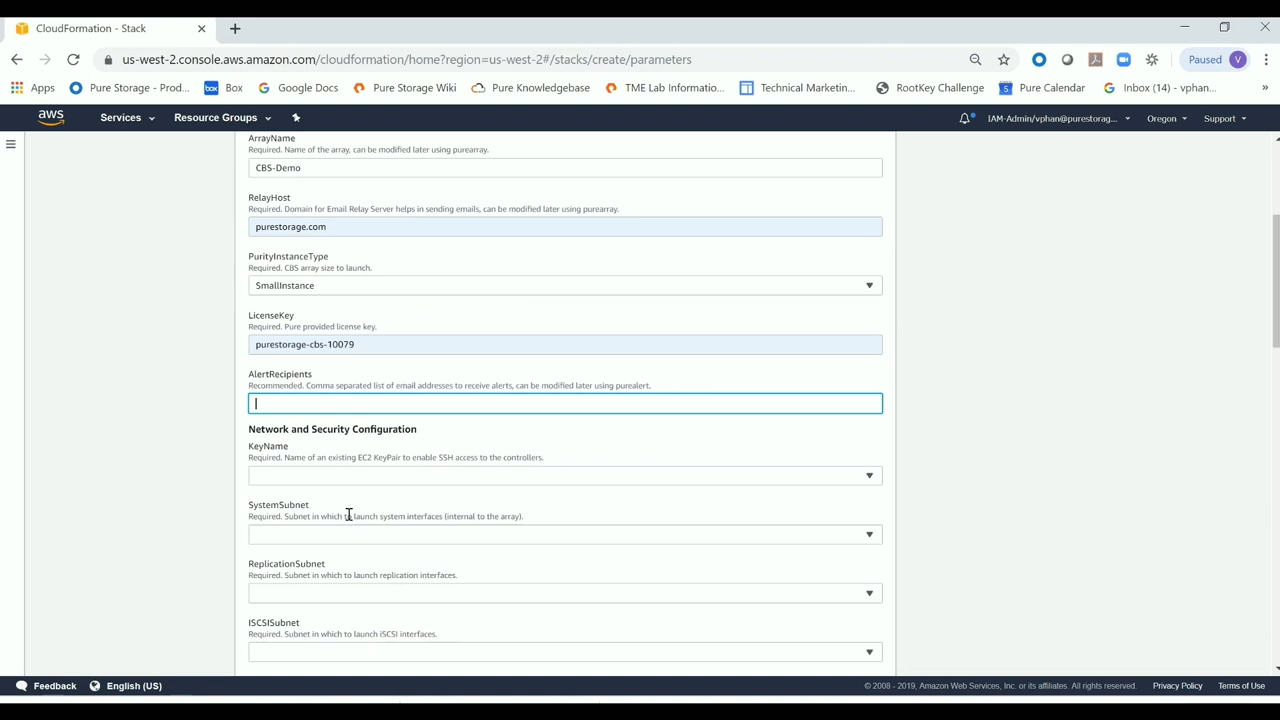 CloudFormation - Stack
us-west-2.console.aws.amazon.com/cloudformation/home?region=us-west-2#/stacks/create/parameters
Paused V
Apps Pure Storage - Prod... box Box Google Docs Pure Storage Wiki Pure Knowledgebase TME Lab Informatio... Technical Marketin... RootKey Challenge 5 Pure Calendar Inbox (14) - vphan... »
aws Services Resource Groups IAM-Admin/vphan@purestorag... Oregon Support
ArrayName
Required. Name of the array, can be modified later using purearray.
CBS-Demo
RelayHost
Required. Domain for Email Relay Server helps in sending emails, can be modified later using purearray.
purestorage.com
PurityInstanceType
Required. CBS array size to launch.
SmallInstance
LicenseKey
Required. Pure provided license key.
purestorage-cbs-10079
AlertRecipients
Recommended. Comma separated list of email addresses to receive alerts, can be modified later using purealert.
Network and Security Configuration
KeyName
Required. Name of an existing EC2 KeyPair to enable SSH access to the controllers.
SystemSubnet
Required. Subnet in which to launch system interfaces (internal to the array).
ReplicationSubnet
Required. Subnet in which to launch replication interfaces.
ISCSISubnet
Required. Subnet in which to launch iSCSI interfaces.
Feedback English (US) © 2008 - 2019, Amazon Web Services, Inc. or its affiliates. All rights reserved. Privacy Policy Terms of Use